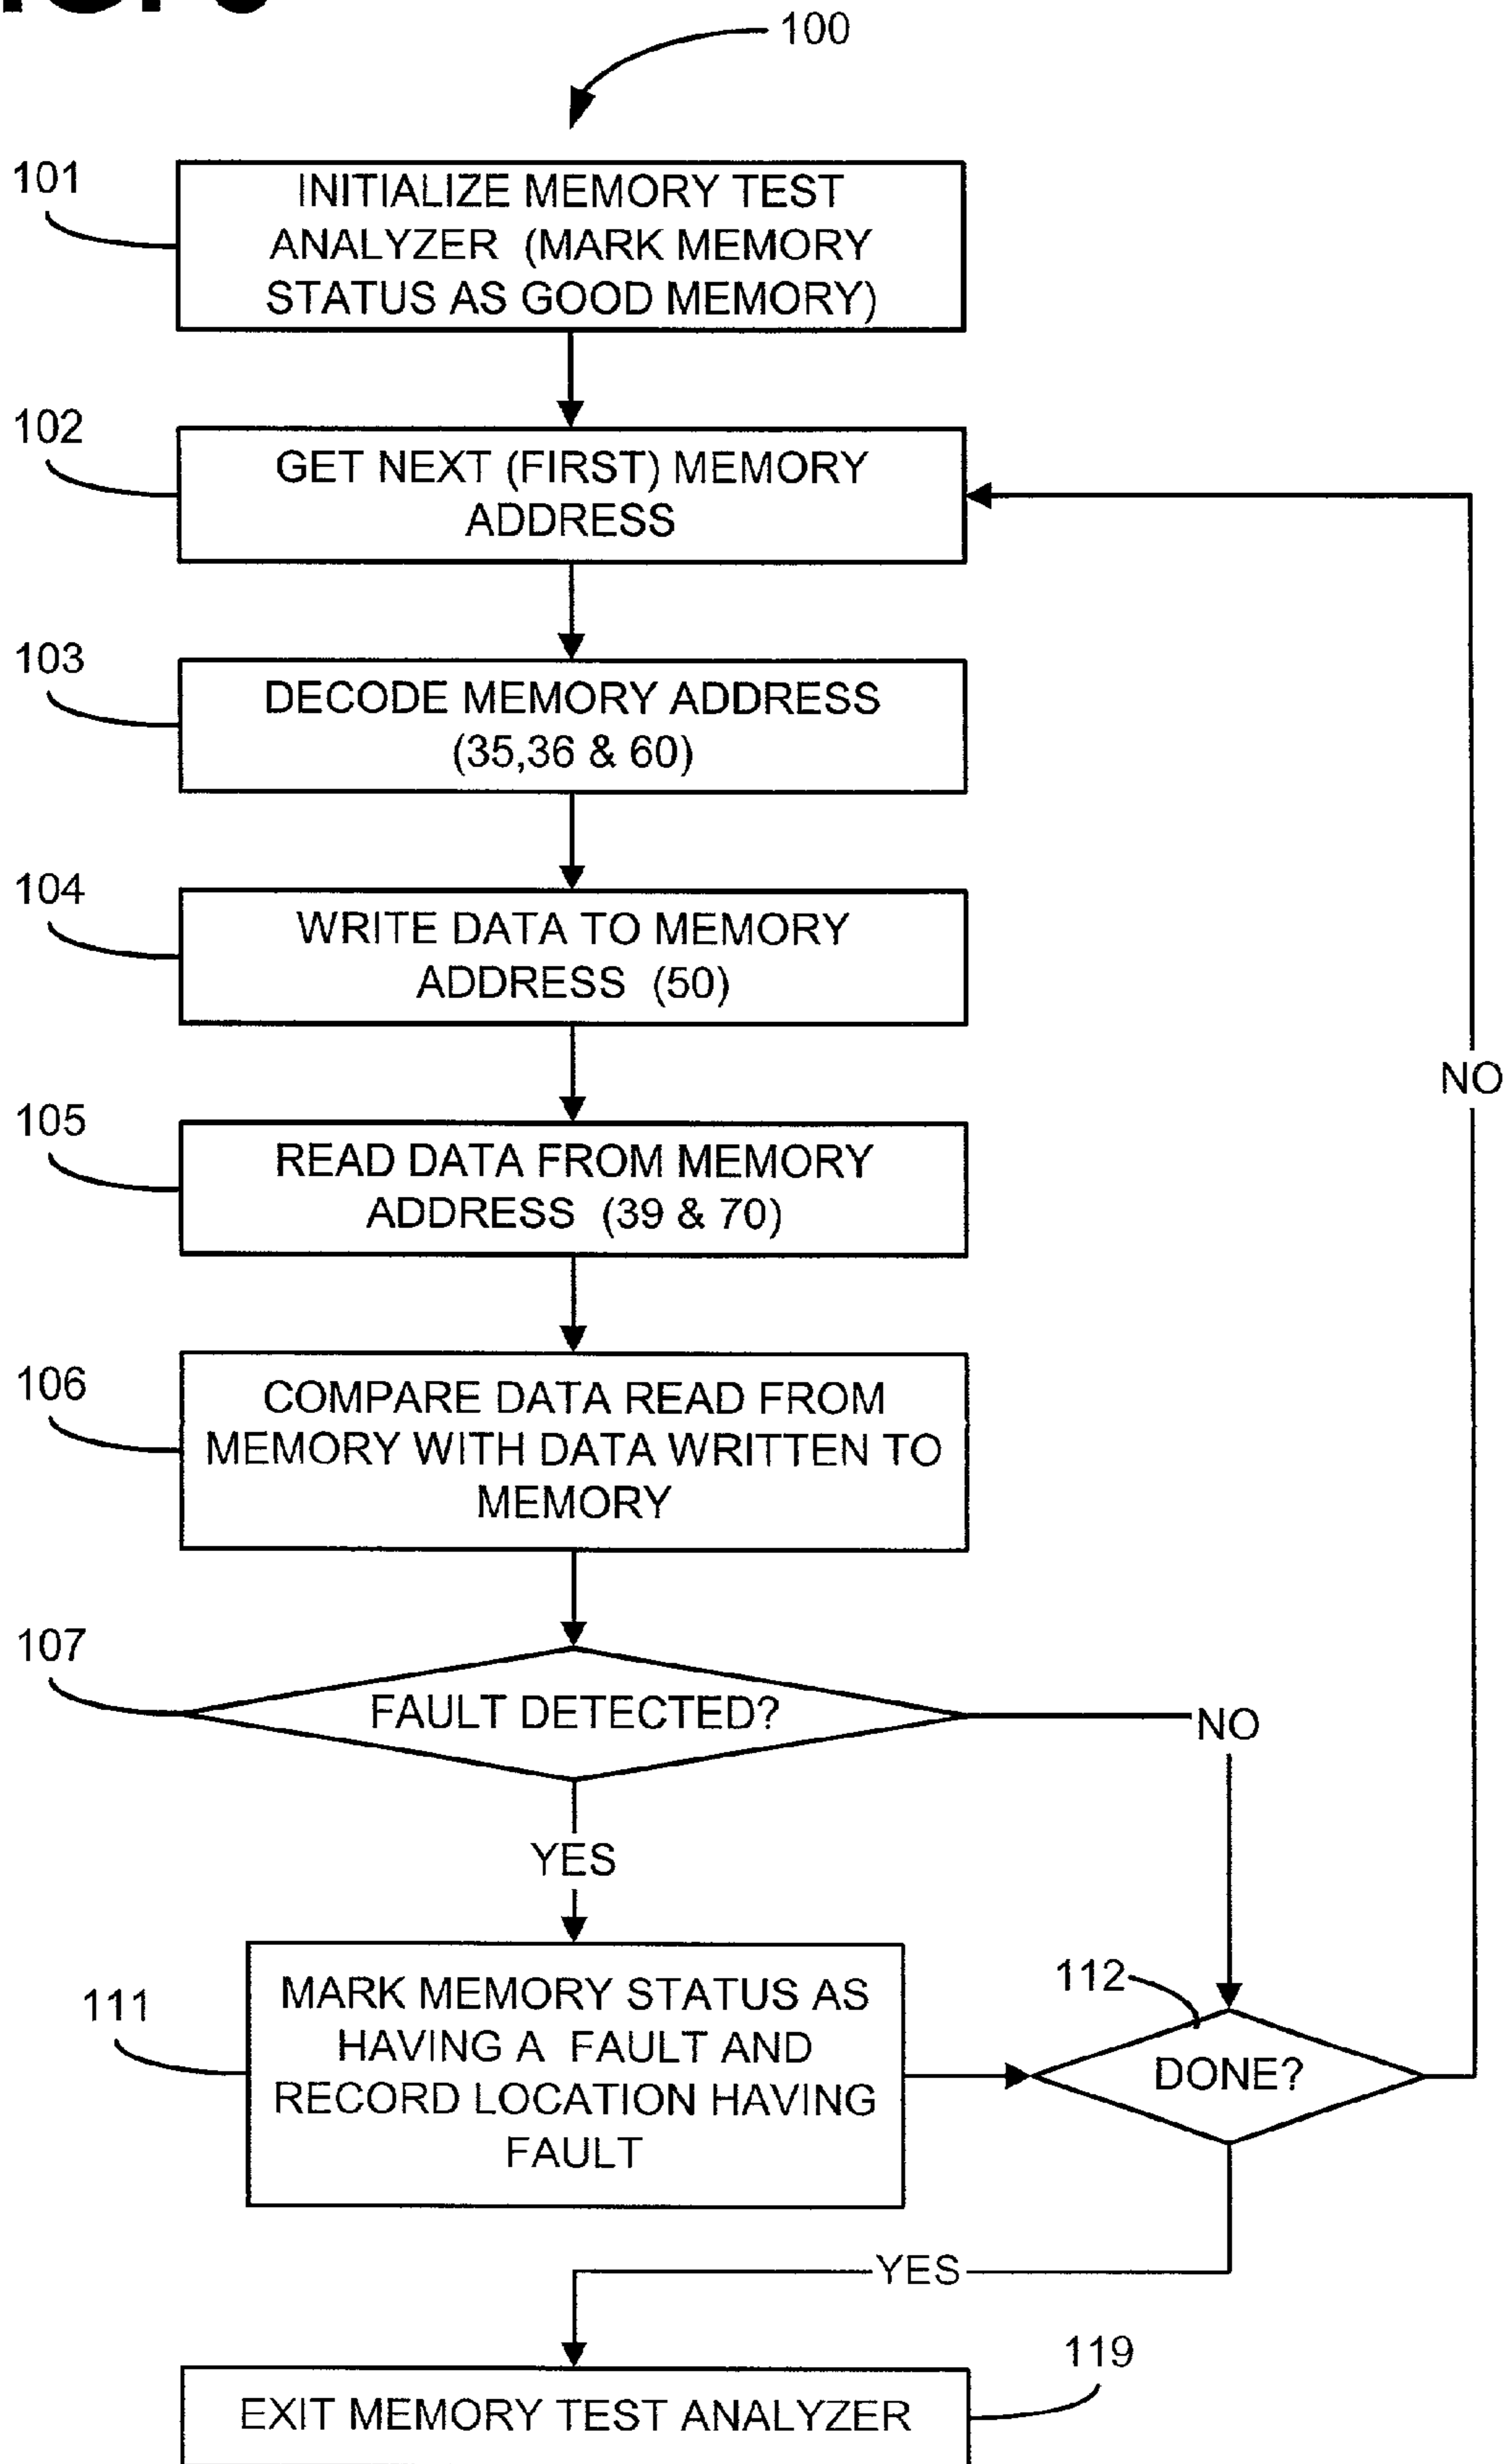 100
101
INITIALIZE MEMORY TEST
ANALYZER (MARK MEMORY
STATUS AS GOOD MEMORY)
102
GET NEXT (FIRST) MEMORY
ADDRESS
103
DECODE MEMORY ADDRESS
(35,36 & 60)
104
WRITE DATA TO MEMORY
ADDRESS (50)
NO
105
READ DATA FROM MEMORY
ADDRESS (39 & 70)
106
COMPARE DATA READ FROM
MEMORY WITH DATA WRITTEN TO
MEMORY
107
FAULT DETECTED?
NO
YES
111
MARK MEMORY STATUS AS
HAVING A FAULT AND
RECORD LOCATION HAVING
FAULT
112
DONE?
YES
119
EXIT MEMORY TEST ANALYZER